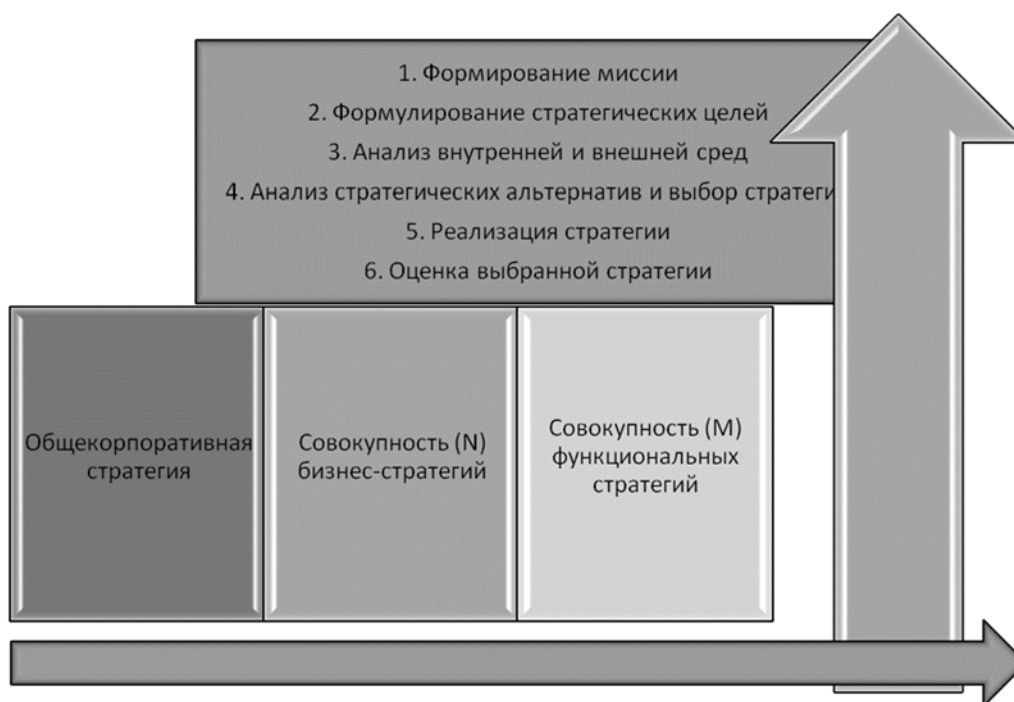 1. Формирование миссии
2. Формулирование стратегических целей
3. Анализ внутренней и внешней сред
4. Анализ стратегических альтернатив и выбор стратеги
5. Реализация стратегии
6. Оценка выбранной стратегии
Общекорпоративная
стратегия
Совокупность (N)
бизнес-стратегий
Совокупность (М)
функциональных
стратегий